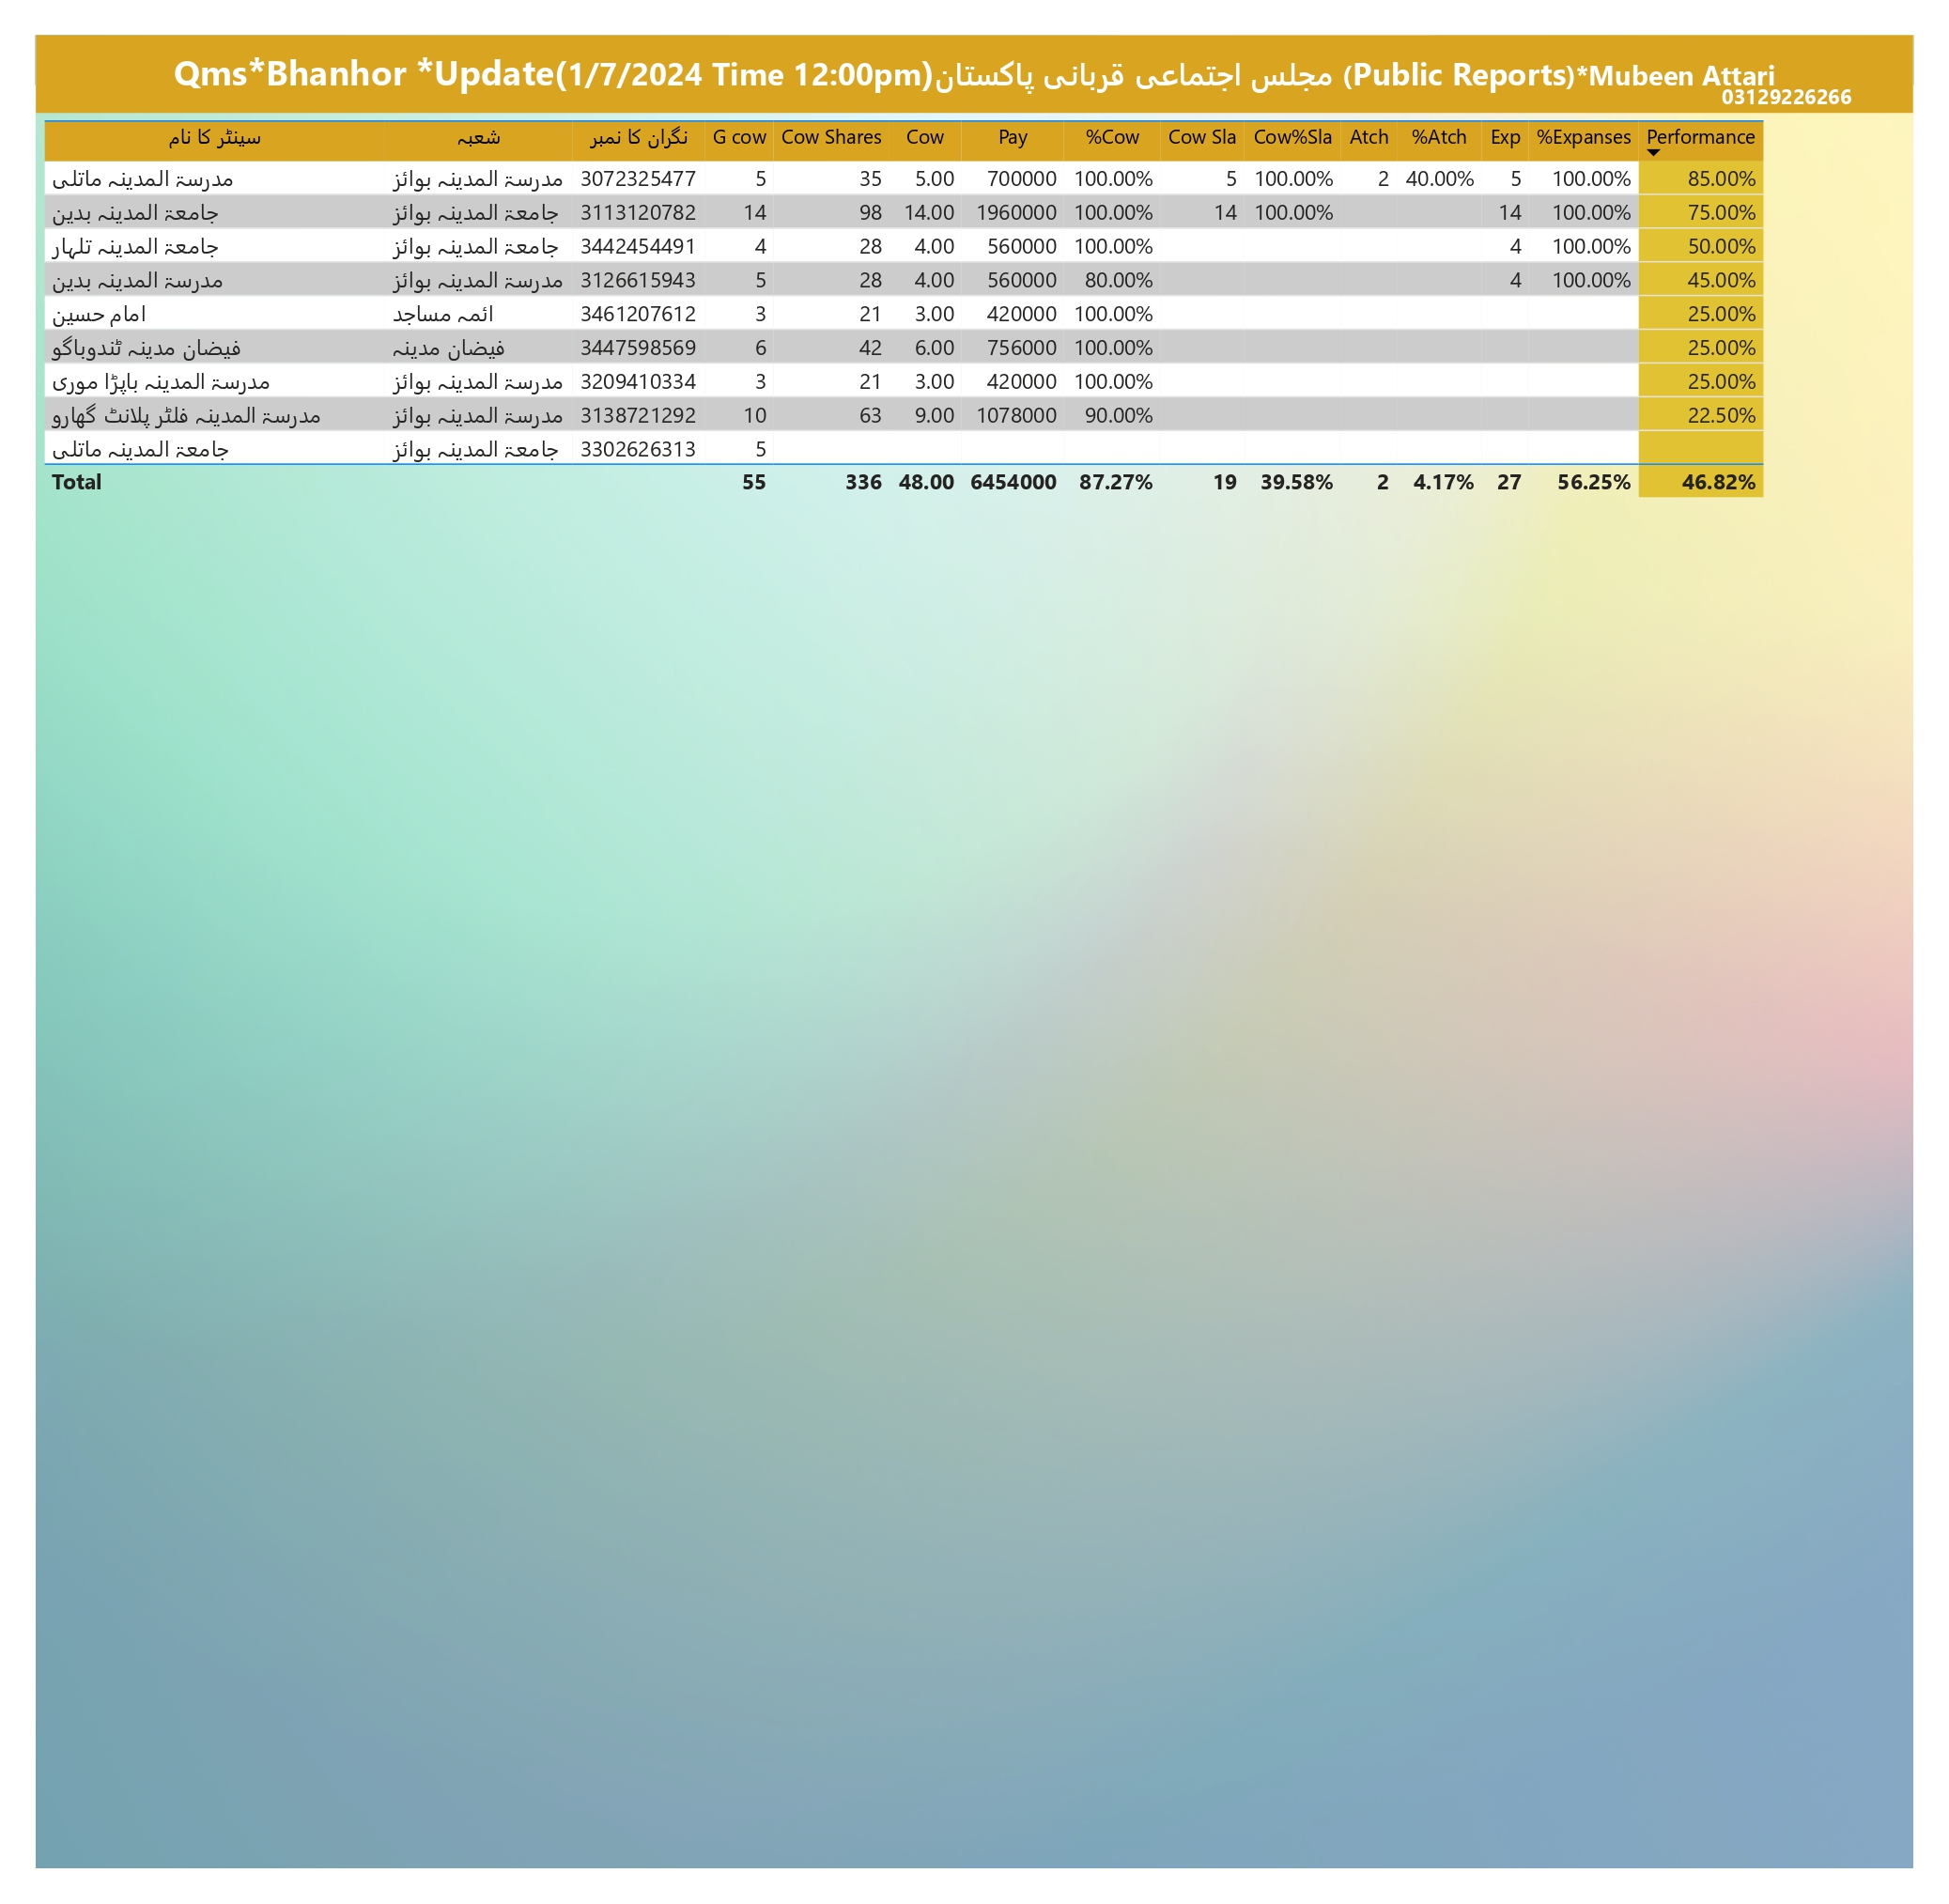 Qms*Bhanhor *Update(1/7/2024 Time 12:00pm)مجلس اجتماعی قربانی پاکستان (Public Reports)*Mubeen Attari
03129226266
سینٹر کا نام شعبہ نگران کا نمبر G cow Cow Shares Cow Pay %Cow Cow Sla Cow%Sla Atch %Atch Exp %Expanses Performance
مدرسۃ المدینہ ماتلی مدرسۃ المدینہ بوائز 3072325477 5 35 5.00 700000 100.00% 5 100.00% 2 40.00% 5 100.00% 85.00%
جامعۃ المدینہ بدین جامعۃ المدینہ بوائز 3113120782 14 98 14.00 1960000 100.00% 14 100.00% 14 100.00% 75.00%
جامعۃ المدینہ تلہار جامعۃ المدینہ بوائز 3442454491 4 28 4.00 560000 100.00% 4 100.00% 50.00%
مدرسۃ المدینہ بدین مدرسۃ المدینہ بوائز 3126615943 5 28 4.00 560000 80.00% 4 100.00% 45.00%
امام حسین ائمہ مساجد 3461207612 3 21 3.00 420000 100.00% 25.00%
فیضان مدینہ ٹندوباگو فیضان مدینہ 3447598569 6 42 6.00 756000 100.00% 25.00%
مدرسۃ المدینہ باپڑا موری مدرسۃ المدینہ بوائز 3209410334 3 21 3.00 420000 100.00% 25.00%
مدرسۃ المدینہ فلٹر پلانٹ گھارو مدرسۃ المدینہ بوائز 3138721292 10 63 9.00 1078000 90.00% 22.50%
جامعۃ المدینہ ماتلی جامعۃ المدینہ بوائز 3302626313 5
Total 55 336 48.00 6454000 87.27% 19 39.58% 2 4.17% 27 56.25% 46.82%